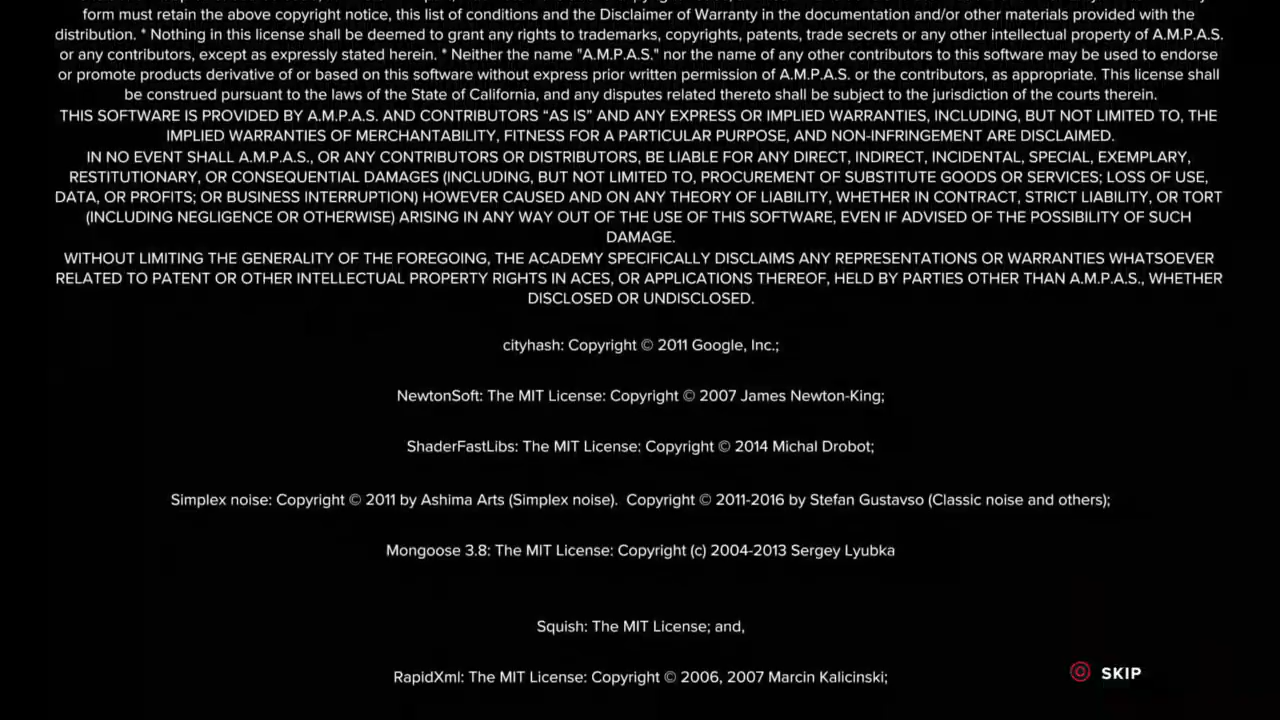 form must retain the above copyright notice, this list of conditions and the Disclaimer of Warranty in the documentation and/or other materials provided with the
distribution. * Nothing in this license shall be deemed to grant any rights to trademarks, copyrights, patents, trade secrets or any other intellectual property of A.M.P.A.S.
or any contributors, except as expressly stated herein. * Neither the name "A.M.P.A.S." nor the name of any other contributors to this software may be used to endorse
or promote products derivative of or based on this software without express prior written permission of A.M.P.A.S. or the contributors, as appropriate. This license shall
be construed pursuant to the laws of the State of California, and any disputes related thereto shall be subject to the jurisdiction of the courts therein.
THIS SOFTWARE IS PROVIDED BY A.M.P.A.S. AND CONTRIBUTORS “AS IS” AND ANY EXPRESS OR IMPLIED WARRANTIES, INCLUDING, BUT NOT LIMITED TO, THE
IMPLIED WARRANTIES OF MERCHANTABILITY, FITNESS FOR A PARTICULAR PURPOSE, AND NON-INFRINGEMENT ARE DISCLAIMED.
IN NO EVENT SHALL A.M.P.A.S., OR ANY CONTRIBUTORS OR DISTRIBUTORS, BE LIABLE FOR ANY DIRECT, INDIRECT, INCIDENTAL, SPECIAL, EXEMPLARY,
RESTITUTIONARY, OR CONSEQUENTIAL DAMAGES (INCLUDING, BUT NOT LIMITED TO, PROCUREMENT OF SUBSTITUTE GOODS OR SERVICES; LOSS OF USE,
DATA, OR PROFITS; OR BUSINESS INTERRUPTION) HOWEVER CAUSED AND ON ANY THEORY OF LIABILITY, WHETHER IN CONTRACT, STRICT LIABILITY, OR TORT
(INCLUDING NEGLIGENCE OR OTHERWISE) ARISING IN ANY WAY OUT OF THE USE OF THIS SOFTWARE, EVEN IF ADVISED OF THE POSSIBILITY OF SUCH
DAMAGE.
WITHOUT LIMITING THE GENERALITY OF THE FOREGOING, THE ACADEMY SPECIFICALLY DISCLAIMS ANY REPRESENTATIONS OR WARRANTIES WHATSOEVER
RELATED TO PATENT OR OTHER INTELLECTUAL PROPERTY RIGHTS IN ACES, OR APPLICATIONS THEREOF, HELD BY PARTIES OTHER THAN A.M.P.A.S., WHETHER
DISCLOSED OR UNDISCLOSED.
cityhash: Copyright © 2011 Google, Inc.;
NewtonSoft: The MIT License: Copyright © 2007 James Newton-King;
ShaderFastLibs: The MIT License: Copyright © 2014 Michal Drobot;
Simplex noise: Copyright © 2011 by Ashima Arts (Simplex noise). Copyright © 2011-2016 by Stefan Gustavso (Classic noise and others);
Mongoose 3.8: The MIT License: Copyright (c) 2004-2013 Sergey Lyubka
Squish: The MIT License; and,
RapidXml: The MIT License: Copyright © 2006, 2007 Marcin Kalicinski;
SKIP